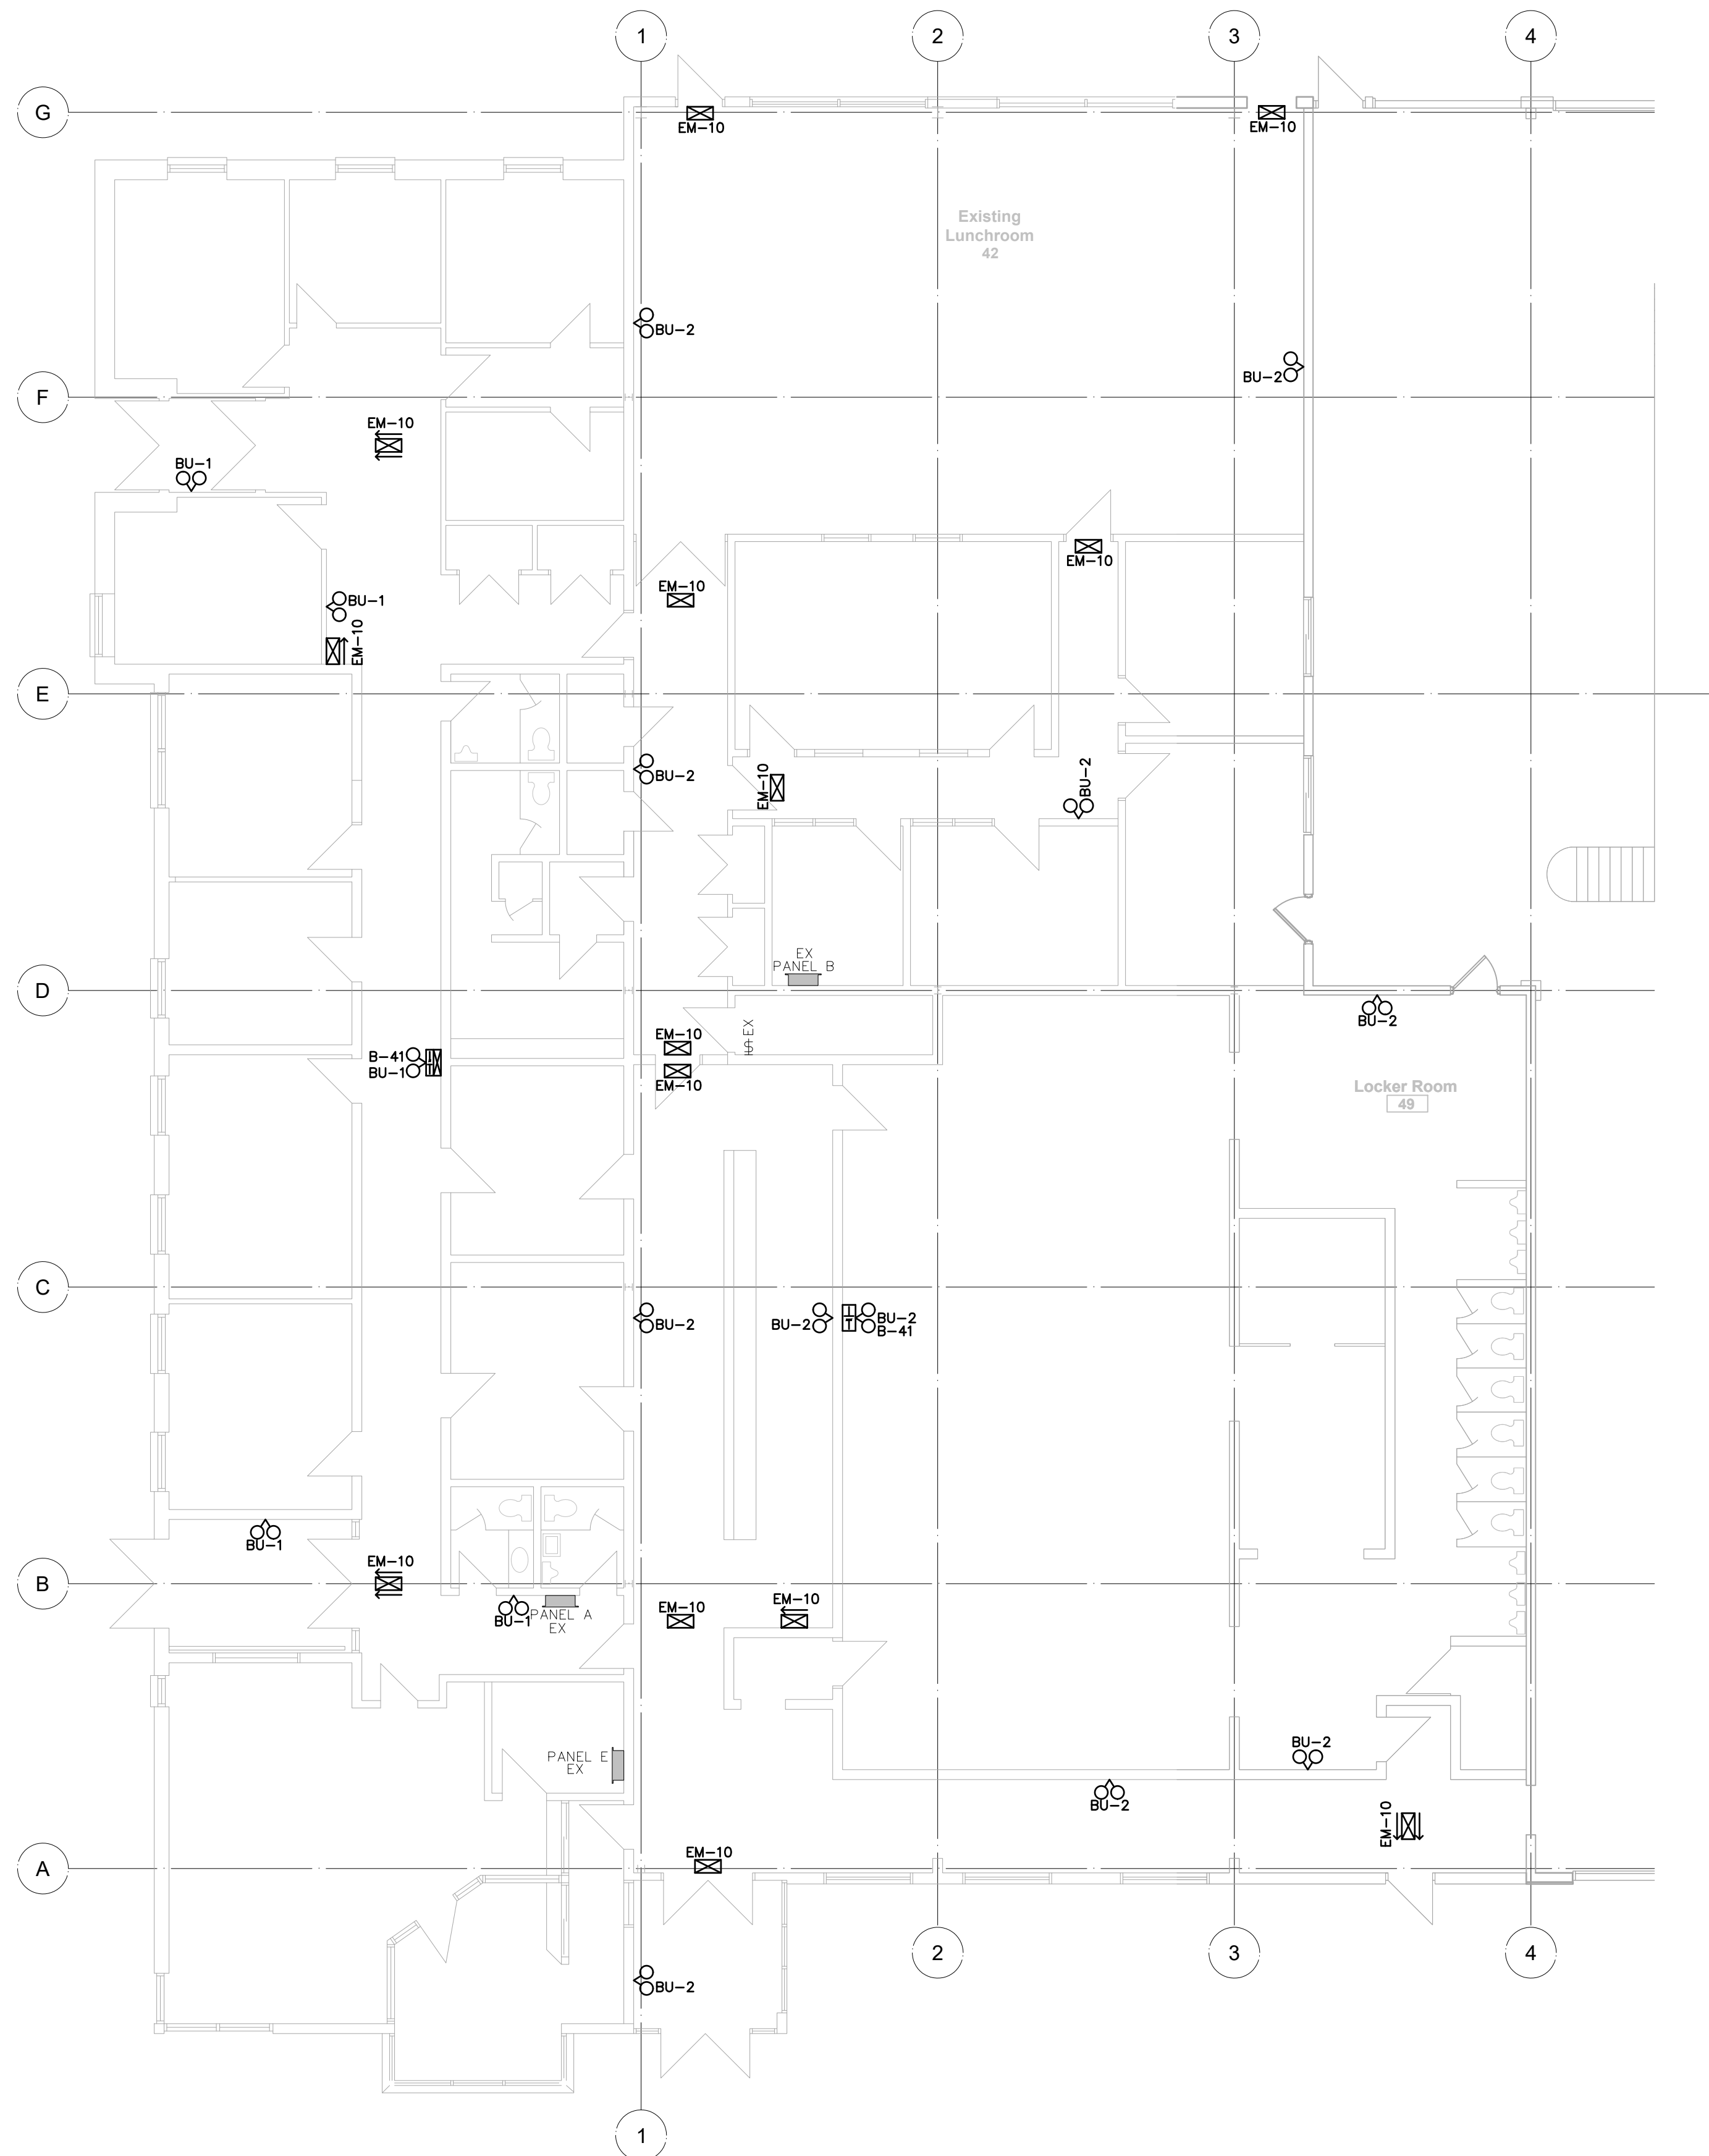 1
2
3
4
G
EM-10
EM-10
Existing
Lunchroom
42
BU-2
BU-2
F
EM-10
BU-1
EM-10
EM-10
BU-1
EM-10
E
BU-2
EM-10
BU-2
EX
PANEL B
D
BU-2
EX
EM-10
B-41
BU-1
EM-10
Locker Room
49
C
BU-2
BU-2
BU-2
B-41
BU-1
EM-10
B
BU-1
PANEL A
EX
EM-10
EM-10
PANEL E
EX
BU-2
BU-2
EM-10
EM-10
A
2
3
4
BU-2
1